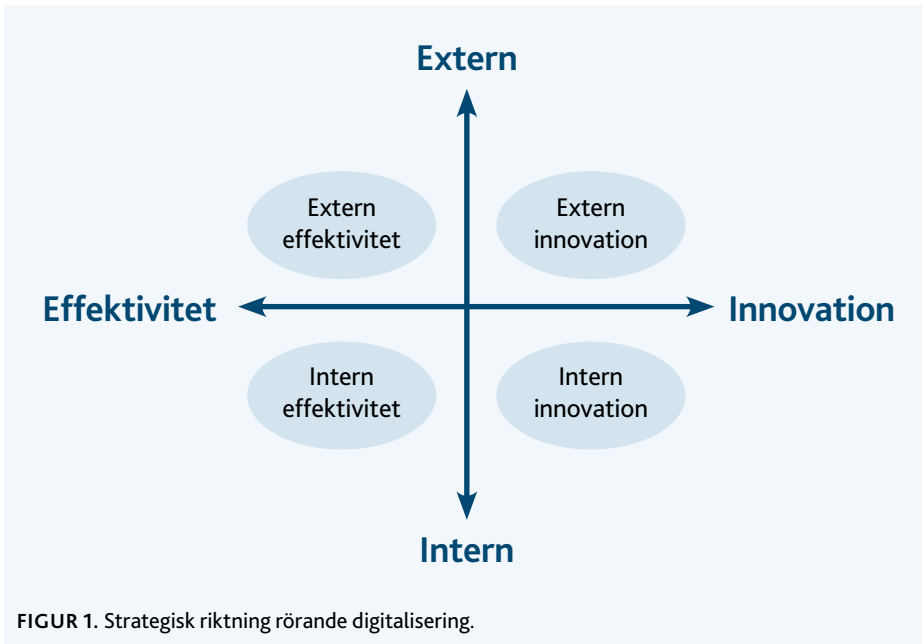 Extern
Extern
effektivitet
Extern
innovation
Effektivitet
Innovation
Intern
effektivitet
Intern
innovation
Intern
FIGUR 1. Strategisk riktning rörande digitalisering.